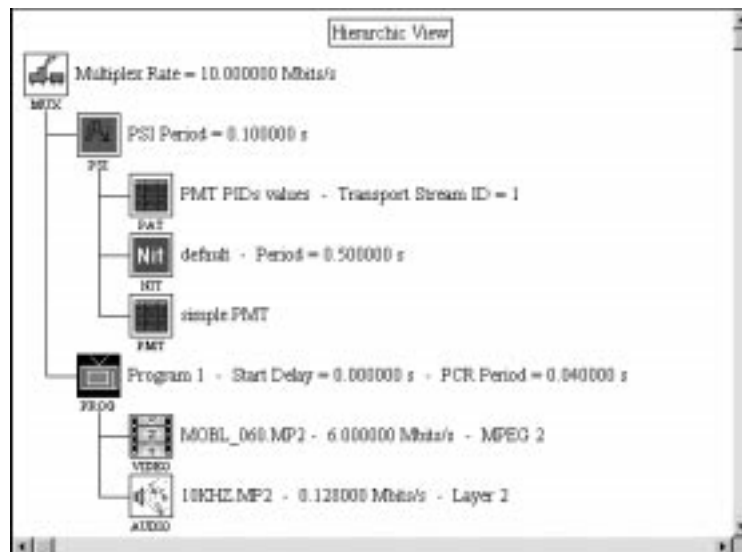 Hierarchic View
Multiplex Rate = 10.000000 Mbits/s
MUX
PSI Period = 0.100000 s
PSI
PMT PIDs values - Transport Stream ID = 1
PAT
Nit
default - Period = 0.500000 s
NIT
simple PMT
PMT
Program 1 - Start Delay = 0.000000 s - PCR Period = 0.040000 s
PROG
MOBL_060.MP2 - 6.000000 Mbits/s - MPEG 2
VIDEO
10KHZ.MP2 - 0.128000 Mbits/s - Layer 2
AUDIO